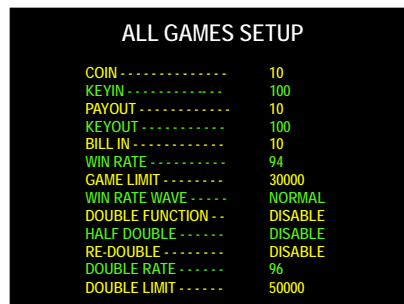 ALL GAMES SETUP
COIN - - - - - - - - - - - - - - 10
KEYIN - - - - - - - - - - - - - 100
PAYOUT - - - - - - - - - - - - 10
KEYOUT - - - - - - - - - - - 100
BILL IN - - - - - - - - - - - - 10
WIN RATE - - - - - - - - - - 94
GAME LIMIT - - - - - - - - 30000
WIN RATE WAVE - - - - - NORMAL
DOUBLE FUNCTION - - DISABLE
HALF DOUBLE - - - - - - DISABLE
RE-DOUBLE - - - - - - - - DISABLE
DOUBLE RATE - - - - - - 96
DOUBLE LIMIT - - - - - - 50000